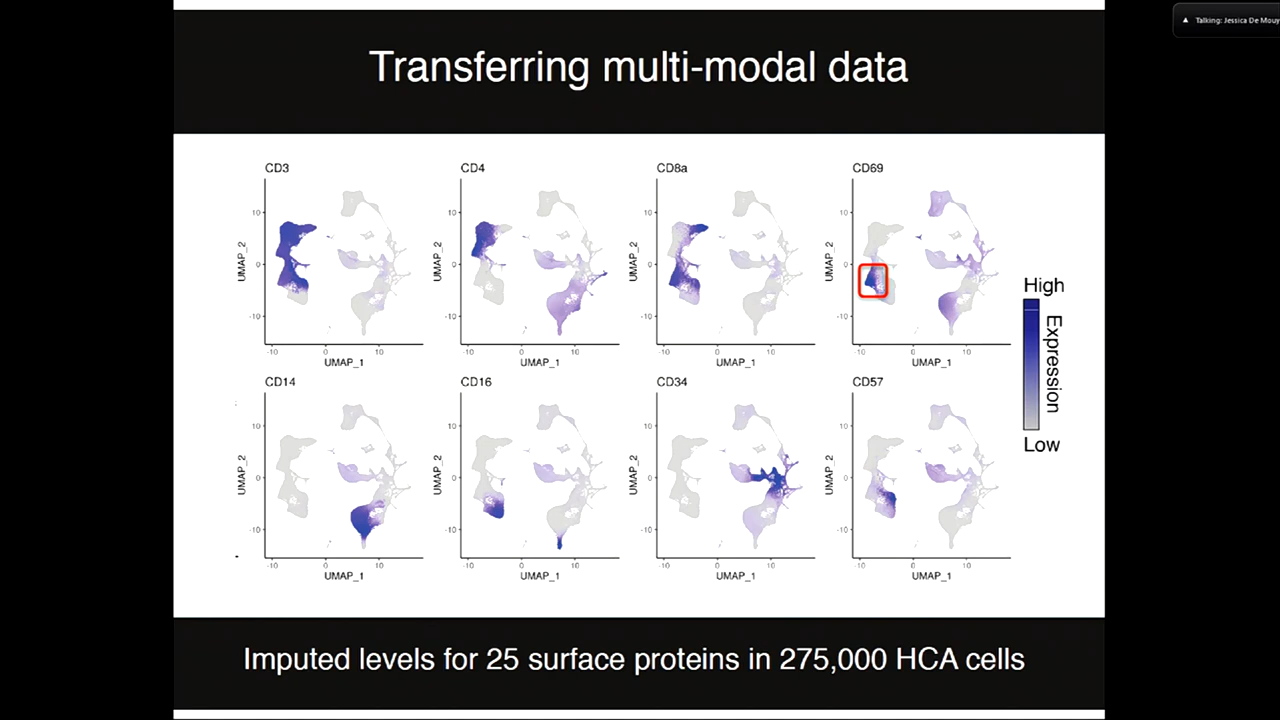 Talking: Jessica De Mouy
Transferring multi-modal data
CD3
CD4
CD8a
CD69
10
0
-10
UMAP_2
-10
0
10
UMAP_1
10
0
-10
UMAP_2
-10
0
10
UMAP_1
10
0
-10
UMAP_2
-10
0
10
UMAP_1
10
0
-10
UMAP_2
-10
0
10
UMAP_1
High
Expression
Low
CD14
CD16
CD34
CD57
10
0
-10
UMAP_2
-10
0
10
UMAP_1
10
0
-10
UMAP_2
-10
0
10
UMAP_1
10
0
-10
UMAP_2
-10
0
10
UMAP_1
10
0
-10
UMAP_2
-10
0
10
UMAP_1
Imputed levels for 25 surface proteins in 275,000 HCA cells